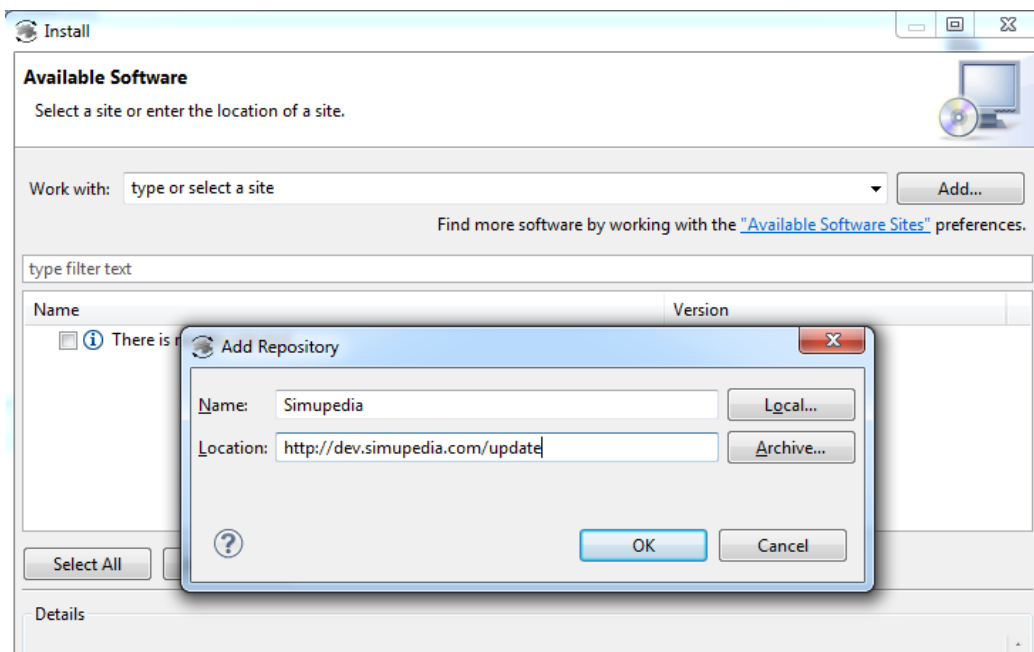 Install
Available Software
Select a site or enter the location of a site.
Work with: type or select a site Add...
Find more software by working with the "Available Software Sites" preferences.
type filter text
Name Version
There is
Add Repository
Name: Simupedia Local...
Location: http://dev.simupedia.com/update Archive...
? OK Cancel
Select All
Details